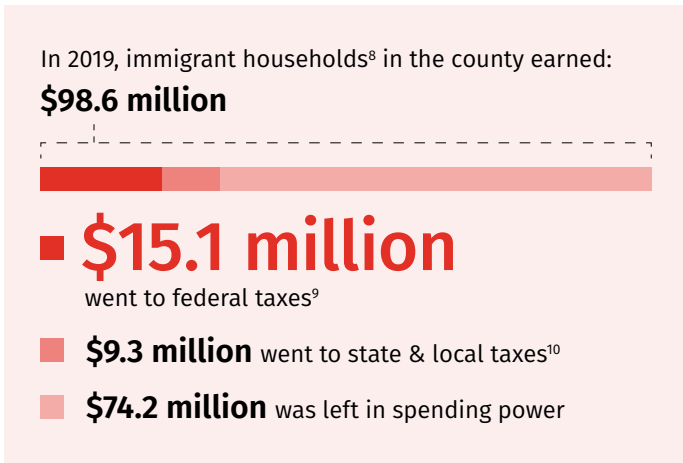 In 2019, immigrant households⁸ in the county earned:
$98.6 million
$15.1 million
went to federal taxes⁹
$9.3 million went to state & local taxes¹⁰
$74.2 million was left in spending power